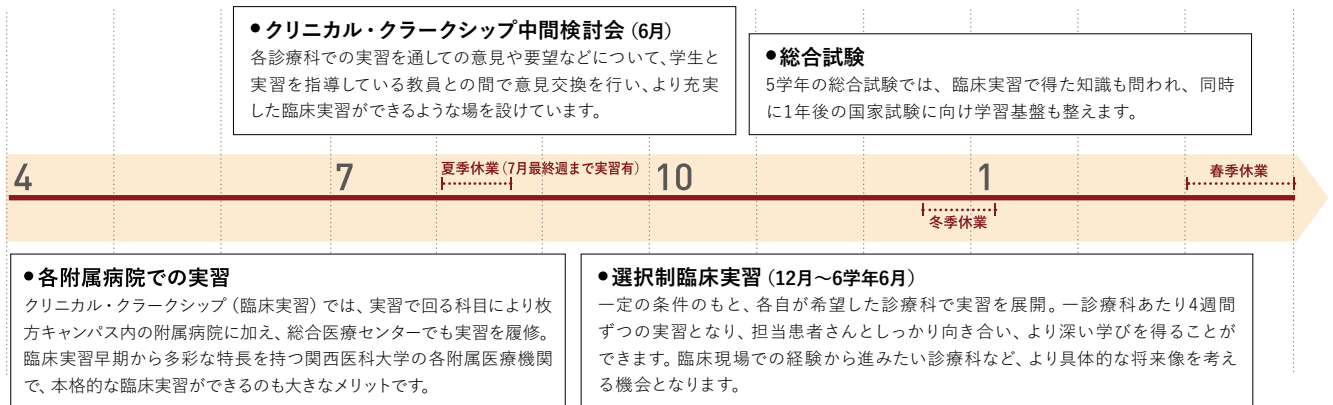 ●クリニカル・クラークシップ中間検討会（6月）
各診療科での実習を通しての意見や要望などについて、学生と
実習を指導している教員との間で意見交換を行い、より充実
した臨床実習ができるような場を設けています。
●総合試験
5学年の総合試験では、臨床実習で得た知識も問われ、同時
に1年後の国家試験に向け学習基盤も整えます。
4
7
夏季休業（7月最終週まで実習有）
10
1
春季休業
冬季休業
●各附属病院での実習
クリニカル・クラークシップ（臨床実習）では、実習で回る科目により枚
方キャンパス内の附属病院に加え、総合医療センターでも実習を履修。
臨床実習早期から多彩な特長を持つ関西医科大学の各附属医療機関
で、本格的な臨床実習ができるのも大きなメリットです。
●選択制臨床実習（12月〜6学年6月）
一定の条件のもと、各自が希望した診療科で実習を展開。一診療科あたり4週間
ずつの実習となり、担当患者さんとしっかり向き合い、より深い学びを得ることが
できます。臨床現場での経験から進みたい診療科など、より具体的な将来像を考え
る機会となります。